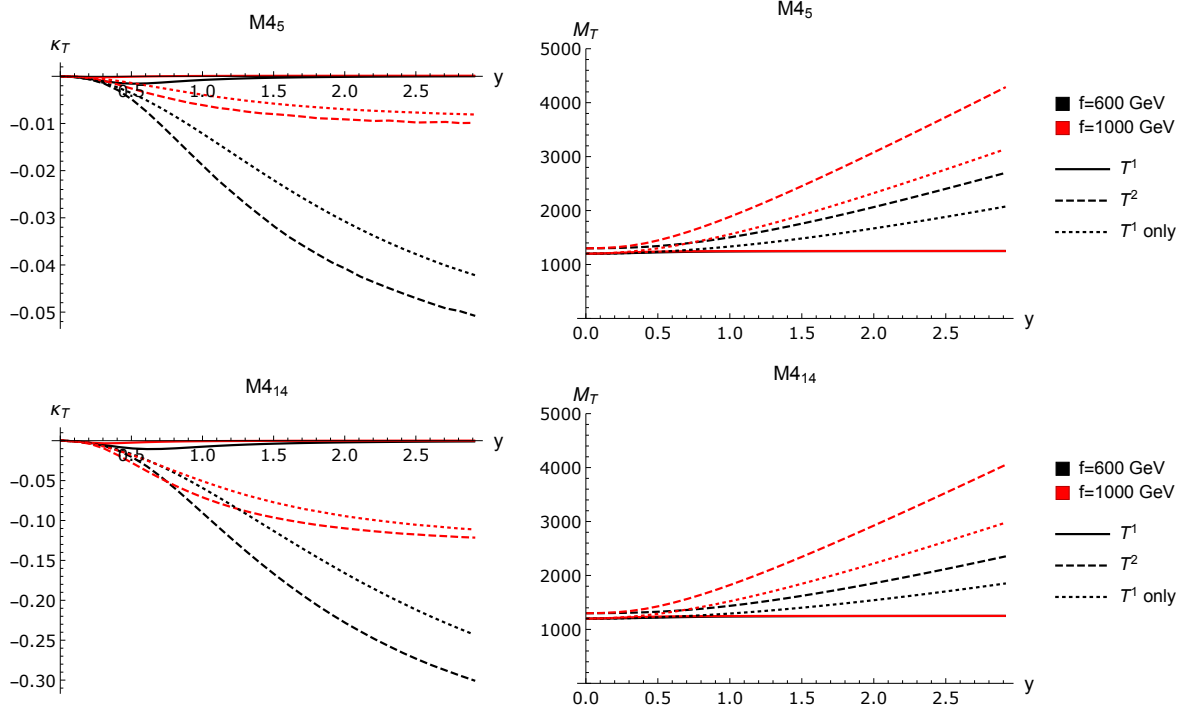 M4₅
κ_T
y
0.5 1.0 1.5 2.0 2.5
−0.01
−0.02
−0.03
−0.04
−0.05
M4₅
M_T
5000
4000
3000
2000
1000
0.0 0.5 1.0 1.5 2.0 2.5
y
f=600 GeV
f=1000 GeV
T¹
T²
T¹ only
M4₁₄
κ_T
y
0.5 1.0 1.5 2.0 2.5
−0.05
−0.10
−0.15
−0.20
−0.25
−0.30
M4₁₄
M_T
5000
4000
3000
2000
1000
0.0 0.5 1.0 1.5 2.0 2.5
y
f=600 GeV
f=1000 GeV
T¹
T²
T¹ only